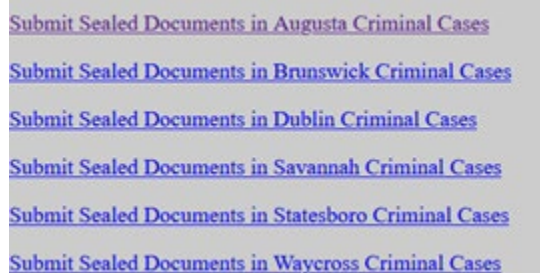 Submit Sealed Documents in Augusta Criminal Cases
Submit Sealed Documents in Brunswick Criminal Cases
Submit Sealed Documents in Dublin Criminal Cases
Submit Sealed Documents in Savannah Criminal Cases
Submit Sealed Documents in Statesboro Criminal Cases
Submit Sealed Documents in Waycross Criminal Cases